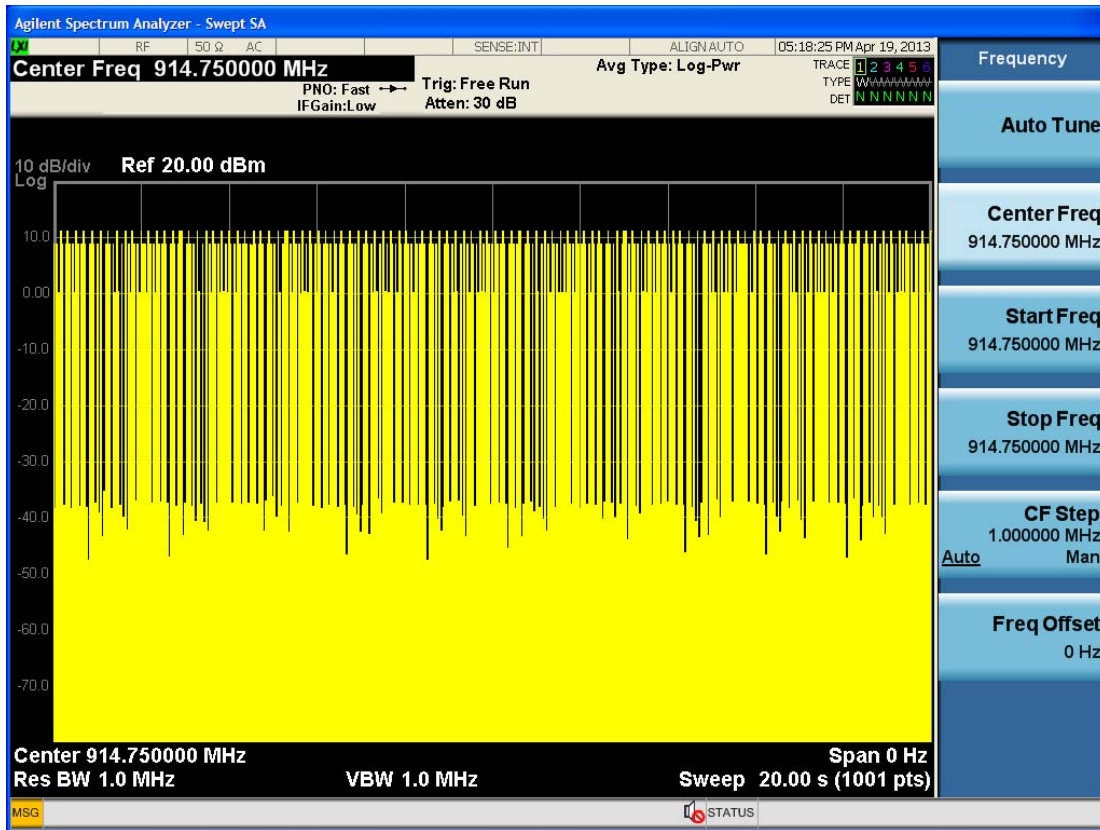 Agilent Spectrum Analyzer - Swept SA
LXI RF 50 Ω AC SENSE:INT ALIGN AUTO 05:18:25 PM Apr 19, 2013
Center Freq 914.750000 MHz
PNO: Fast
IFGain:Low
Trig: Free Run
Atten: 30 dB
Avg Type: Log-Pwr
TRACE 1 2 3 4 5 6
TYPE WWWWWW
DET N N N N N N
10 dB/div
Log
Ref 20.00 dBm
10.0
0.00
-10.0
-20.0
-30.0
-40.0
-50.0
-60.0
-70.0
Center 914.750000 MHz
Span 0 Hz
Res BW 1.0 MHz
VBW 1.0 MHz
Sweep 20.00 s (1001 pts)
MSG
STATUS
Frequency
Auto Tune
Center Freq
914.750000 MHz
Start Freq
914.750000 MHz
Stop Freq
914.750000 MHz
CF Step
1.000000 MHz
Auto Man
Freq Offset
0 Hz